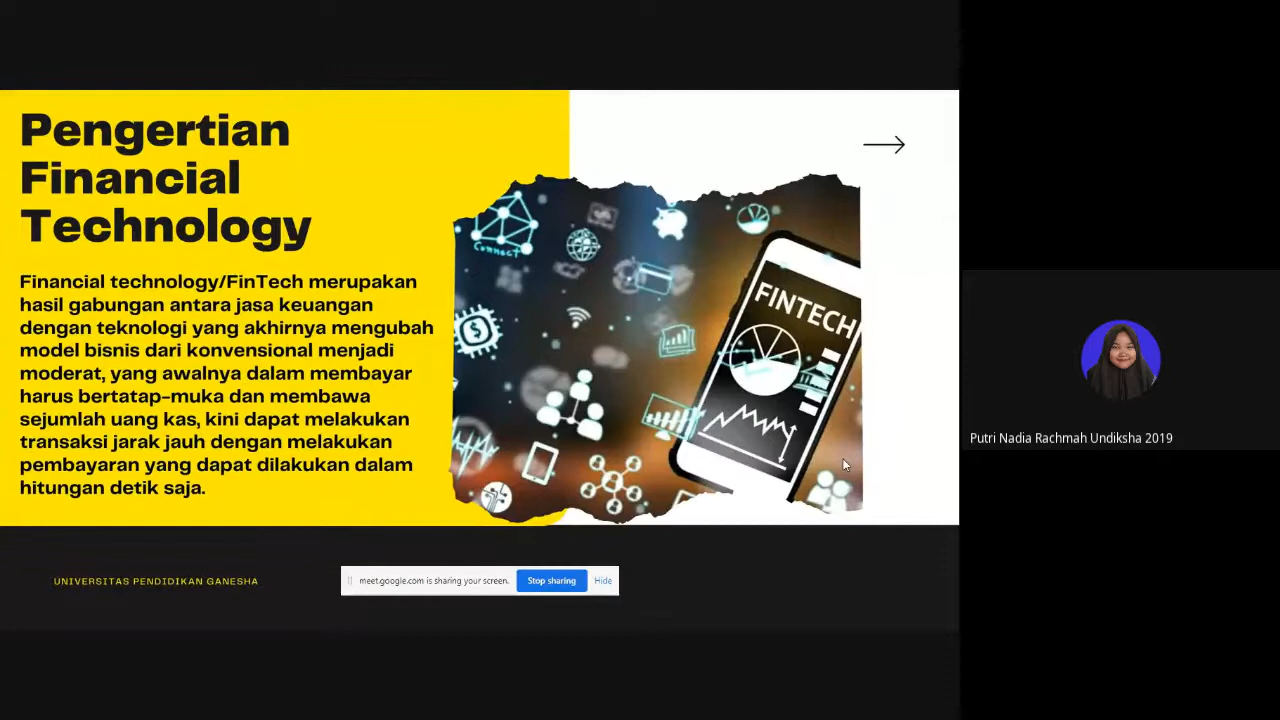 Pengertian
Financial
Technology
Financial technology/FinTech merupakan
hasil gabungan antara jasa keuangan
dengan teknologi yang akhirnya mengubah
model bisnis dari konvensional menjadi
moderat, yang awalnya dalam membayar
harus bertatap-muka dan membawa
sejumlah uang kas, kini dapat melakukan
transaksi jarak jauh dengan melakukan
pembayaran yang dapat dilakukan dalam
hitungan detik saja.
Connect
FINTECH
UNIVERSITAS PENDIDIKAN GANESHA
meet.google.com is sharing your screen.
Stop sharing
Hide
Putri Nadia Rachmah Undiksha 2019